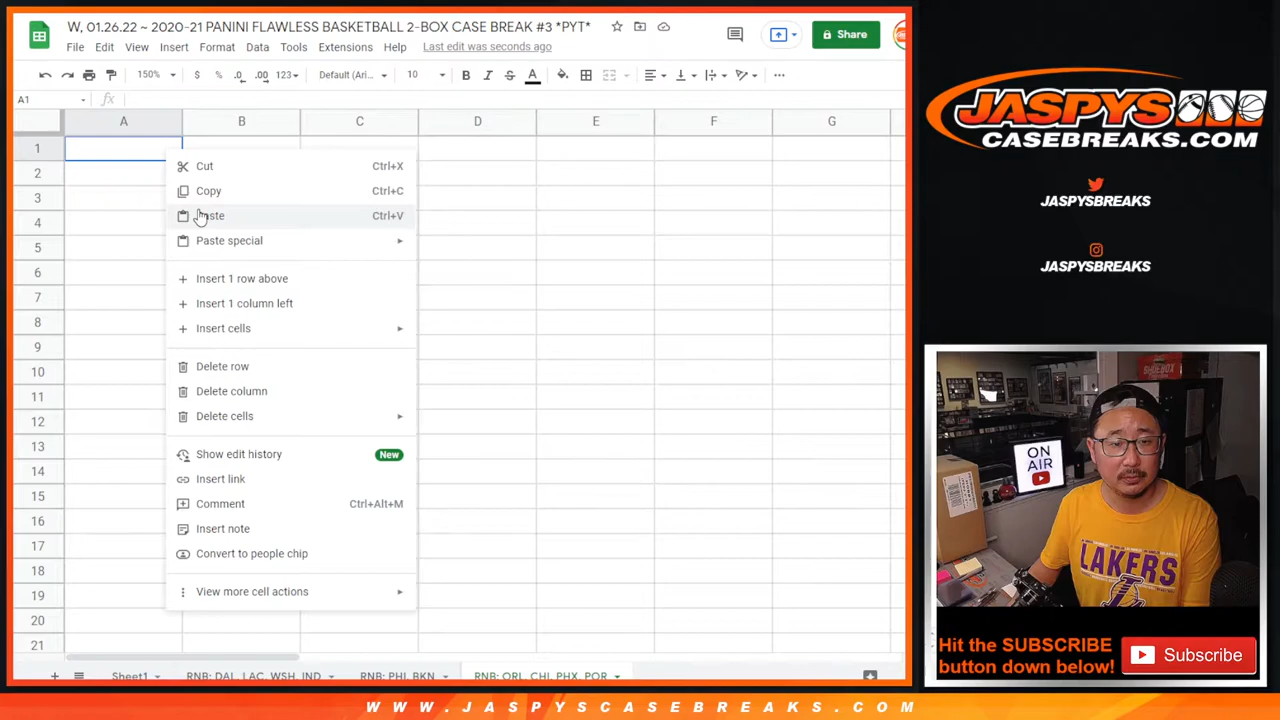 W, 01.26.22 ~ 2020-21 PANINI FLAWLESS BASKETBALL 2-BOX CASE BREAK #3 *PYT*
File Edit View Insert Format Data Tools Extensions Help Last edit was seconds ago
Share
150% $ % .0 .00 123 Default (Ari... 10 B I S A
A1 fx
A B C D E F G
1
2
3
4
5
6
7
8
9
10
11
12
13
14
15
16
17
18
19
20
21
Cut Ctrl+X
Copy Ctrl+C
Paste Ctrl+V
Paste special
Insert 1 row above
Insert 1 column left
Insert cells
Delete row
Delete column
Delete cells
Show edit history New
Insert link
Comment Ctrl+Alt+M
Insert note
Convert to people chip
View more cell actions
Sheet1 RNB: DAL, LAC, WSH, IND RNB: PHI, BKN RNB: ORL, CHI, PHX, POR
JASPYS
CASEBREAKS.COM
JASPYSBREAKS
JASPYSBREAKS
ON
AIR
LAKERS
Hit the SUBSCRIBE
button down below!
Subscribe
WWW.JASPYSCASEBREAKS.COM